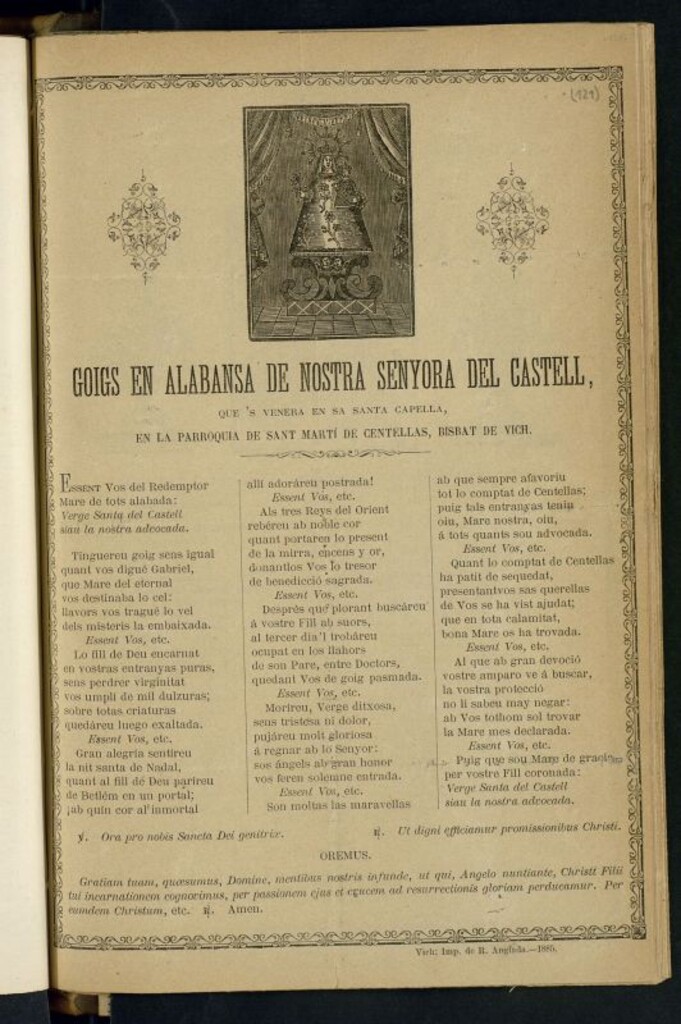 (121)
GOIGS EN ALABANSA DE NOSTRA SENYORA DEL CASTELL,
QUE 'S VENERA EN SA SANTA CAPELLA,
EN LA PARROQUIA DE SANT MARTÍ DE CENTELLAS, BISBAT DE VICH.
ESSENT Vos del Redemptor
Mare de tots alabada:
Verge Santa del Castell
siau la nostra advocada.
Tinguereu goig sens igual
quant vos digué Gabriel,
que Mare del eternal
vos destinaba lo cel:
llavors vos tragué lo vel
dels misteris la embaixada.
Essent Vos, etc.
Lo fill de Deu encarnat
en vostras entranyas puras,
sens perdrer virginitat
vos umplí de mil dulzuras;
sobre totas criaturas
quedáreu luego exaltada.
Essent Vos, etc.
Gran alegria sentireu
la nit santa de Nadal,
quant al fill de Deu parireu
de Betlém en un portal;
¡ab quin cor al inmortal
allí adoráreu postrada!
Essent Vos, etc.
Als tres Reys del Orient
rebéreu ab noble cor
quant portaren lo present
de la mirra, encens y or,
donantlos Vos lo tresor
de benedicció sagrada.
Essent Vos, etc.
Després que plorant buscáreu
á vostre Fill ab suors,
al tercer dia'l trobáreu
ocupat en los llahors
de son Pare, entre Doctors,
quedant Vos de goig pasmada.
Essent Vos, etc.
Morireu, Verge ditxosa,
sens tristesa ni dolor,
pujáreu molt gloriosa
á regnar ab lo Senyor:
sos ángels ab gran honor
vos feren solemne entrada.
Essent Vos, etc.
Son moltas las maravellas
ab que sempre afavoriu
tot lo comptat de Centellas;
puig tals entranyas teniu
oiu, Mare nostra, oiu,
á tots quants sou advocada.
Essent Vos, etc.
Quant lo comptat de Centellas
ha patit de sequedat,
presentantvos sas querellas
de Vos se ha vist ajudat;
que en tota calamitat,
bona Mare os ha trovada.
Essent Vos, etc.
Al que ab gran devoció
vostre amparo ve á buscar,
la vostra protecció
no li sabeu may negar:
ab Vos tothom sol trovar
la Mare mes declarada.
Essent Vos, etc.
Puig que sou Mare de gracias
per vostre Fill coronada:
Verge Santa del Castell
siau la nostra advocada.
℣. Ora pro nobis Sancta Dei genitrix. ℟. Ut digni efficiamur promissionibus Christi.
OREMUS.
Gratiam tuam, quæsumus, Domine, mentibus nostris infunde, ut qui, Angelo nuntiante, Christi Filii
tui incarnationem cognovimus, per passionem ejus et crucem ad resurrectionis gloriam perducamur. Per
eumdem Christum, etc. ℟. Amen.
Vich: Imp. de R. Anglada.—1885.